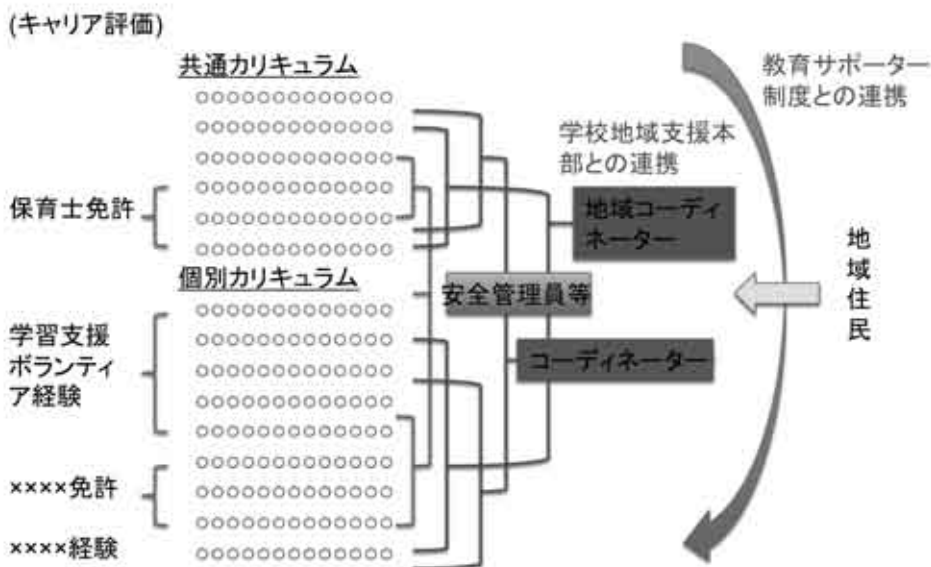 (キャリア評価)
共通カリキュラム
○○○○○○○○○○○○○
○○○○○○○○○○○○○
○○○○○○○○○○○○○
○○○○○○○○○○○○○
○○○○○○○○○○○○○
○○○○○○○○○○○○○
保育士免許
個別カリキュラム
○○○○○○○○○○○○○
○○○○○○○○○○○○○
○○○○○○○○○○○○○
○○○○○○○○○○○○○
○○○○○○○○○○○○○
○○○○○○○○○○○○○
○○○○○○○○○○○○○
○○○○○○○○○○○○○
○○○○○○○○○○○○○
学習支援
ボランティ
ア経験
××××免許
××××経験
教育サポーター
制度との連携
学校地域支援本
部との連携
地域コーディ
ネーター
安全管理員等
コーディネーター
地域住民